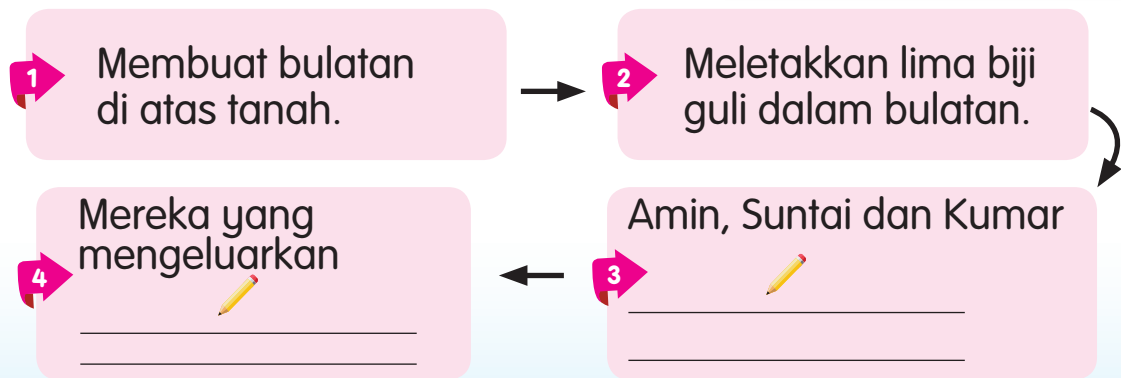 1
Membuat bulatan
di atas tanah.
2
Meletakkan lima biji
guli dalam bulatan.
3
Amin, Suntai dan Kumar
4
Mereka yang
mengeluarkan